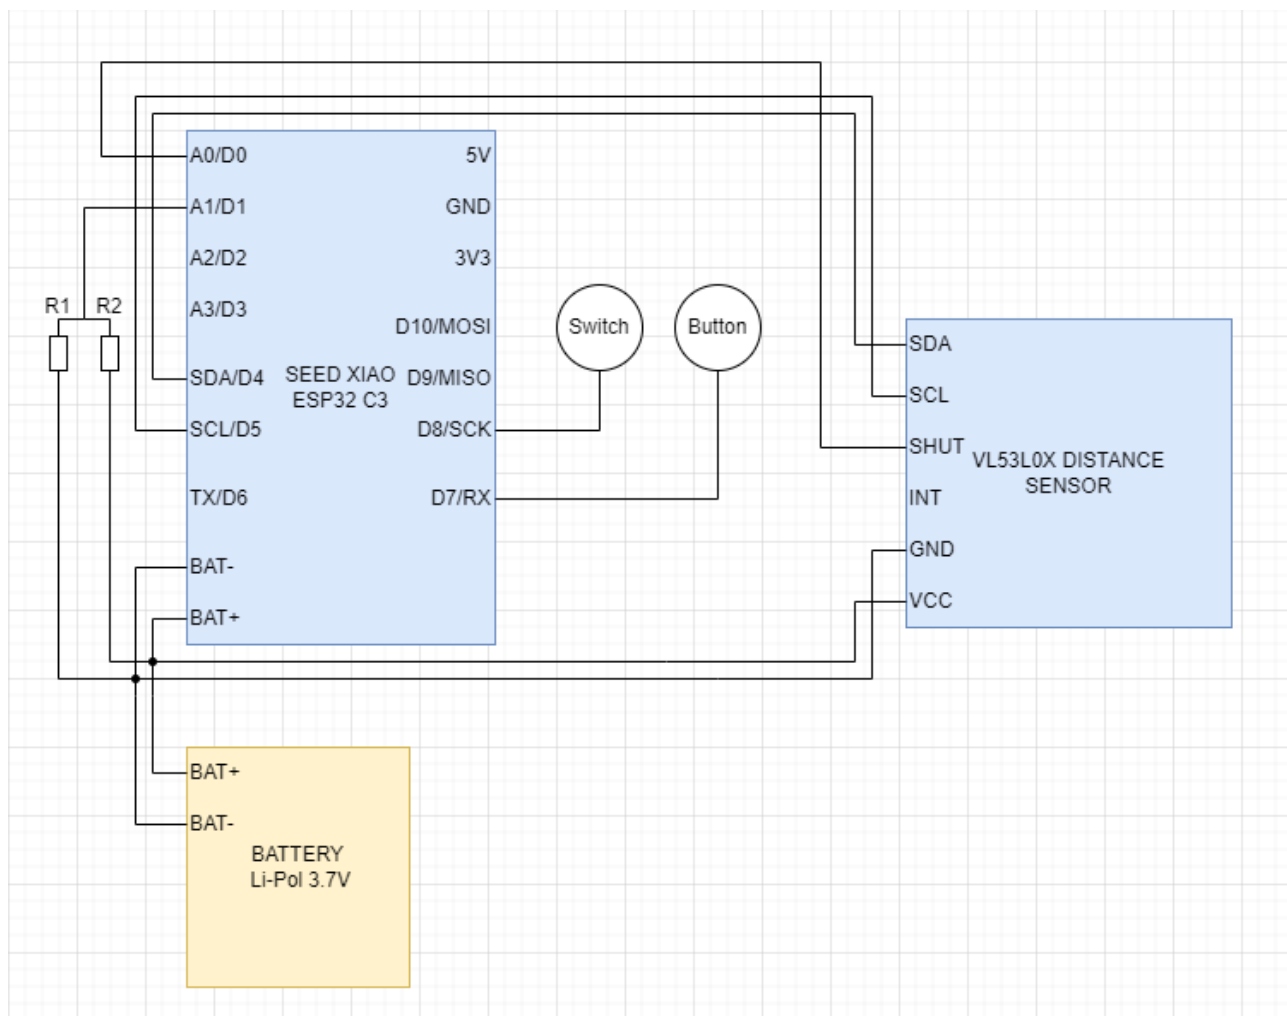 A0/D0
5V
A1/D1
GND
A2/D2
3V3
R1
R2
A3/D3
D10/MOSI
Switch
Button
SDA
SDA/D4
SEED XIAO
ESP32 C3
D9/MISO
SCL
SCL/D5
D8/SCK
SHUT
VL53L0X DISTANCE
SENSOR
TX/D6
D7/RX
INT
GND
BAT-
VCC
BAT+
BAT+
BAT-
BATTERY
Li-Pol 3.7V